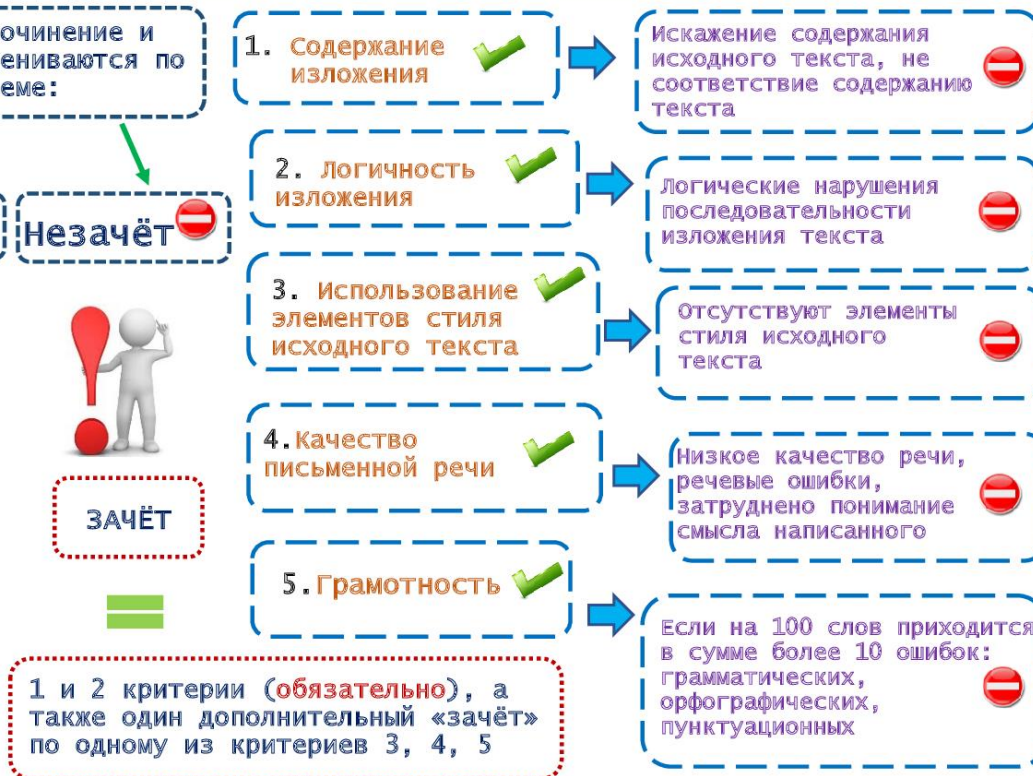 очинение и
ениваются по
еме:
Незачёт
ЗАЧЁТ
1 и 2 критерии (обязательно), а
также один дополнительный «зачёт»
по одному из критериев 3, 4, 5
1. Содержание
изложения
Искажение содержания
исходного текста, не
соответствие содержанию
текста
2. Логичность
изложения
Логические нарушения
последовательности
изложения текста
3. Использование
элементов стиля
исходного текста
Отсутствуют элементы
стиля исходного
текста
4.Качество
письменной речи
Низкое качество речи,
речевые ошибки,
затруднено понимание
смысла написанного
5.Грамотность
Если на 100 слов приходится
в сумме более 10 ошибок:
грамматических,
орфографических,
пунктуационных